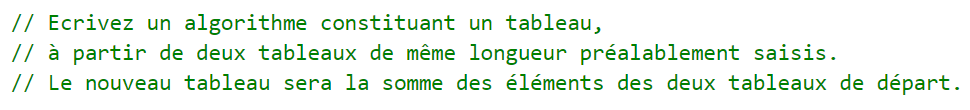 // Ecrivez un algorithme constituant un tableau,
// à partir de deux tableaux de même longueur préalablement saisis.
// Le nouveau tableau sera la somme des éléments des deux tableaux de départ.